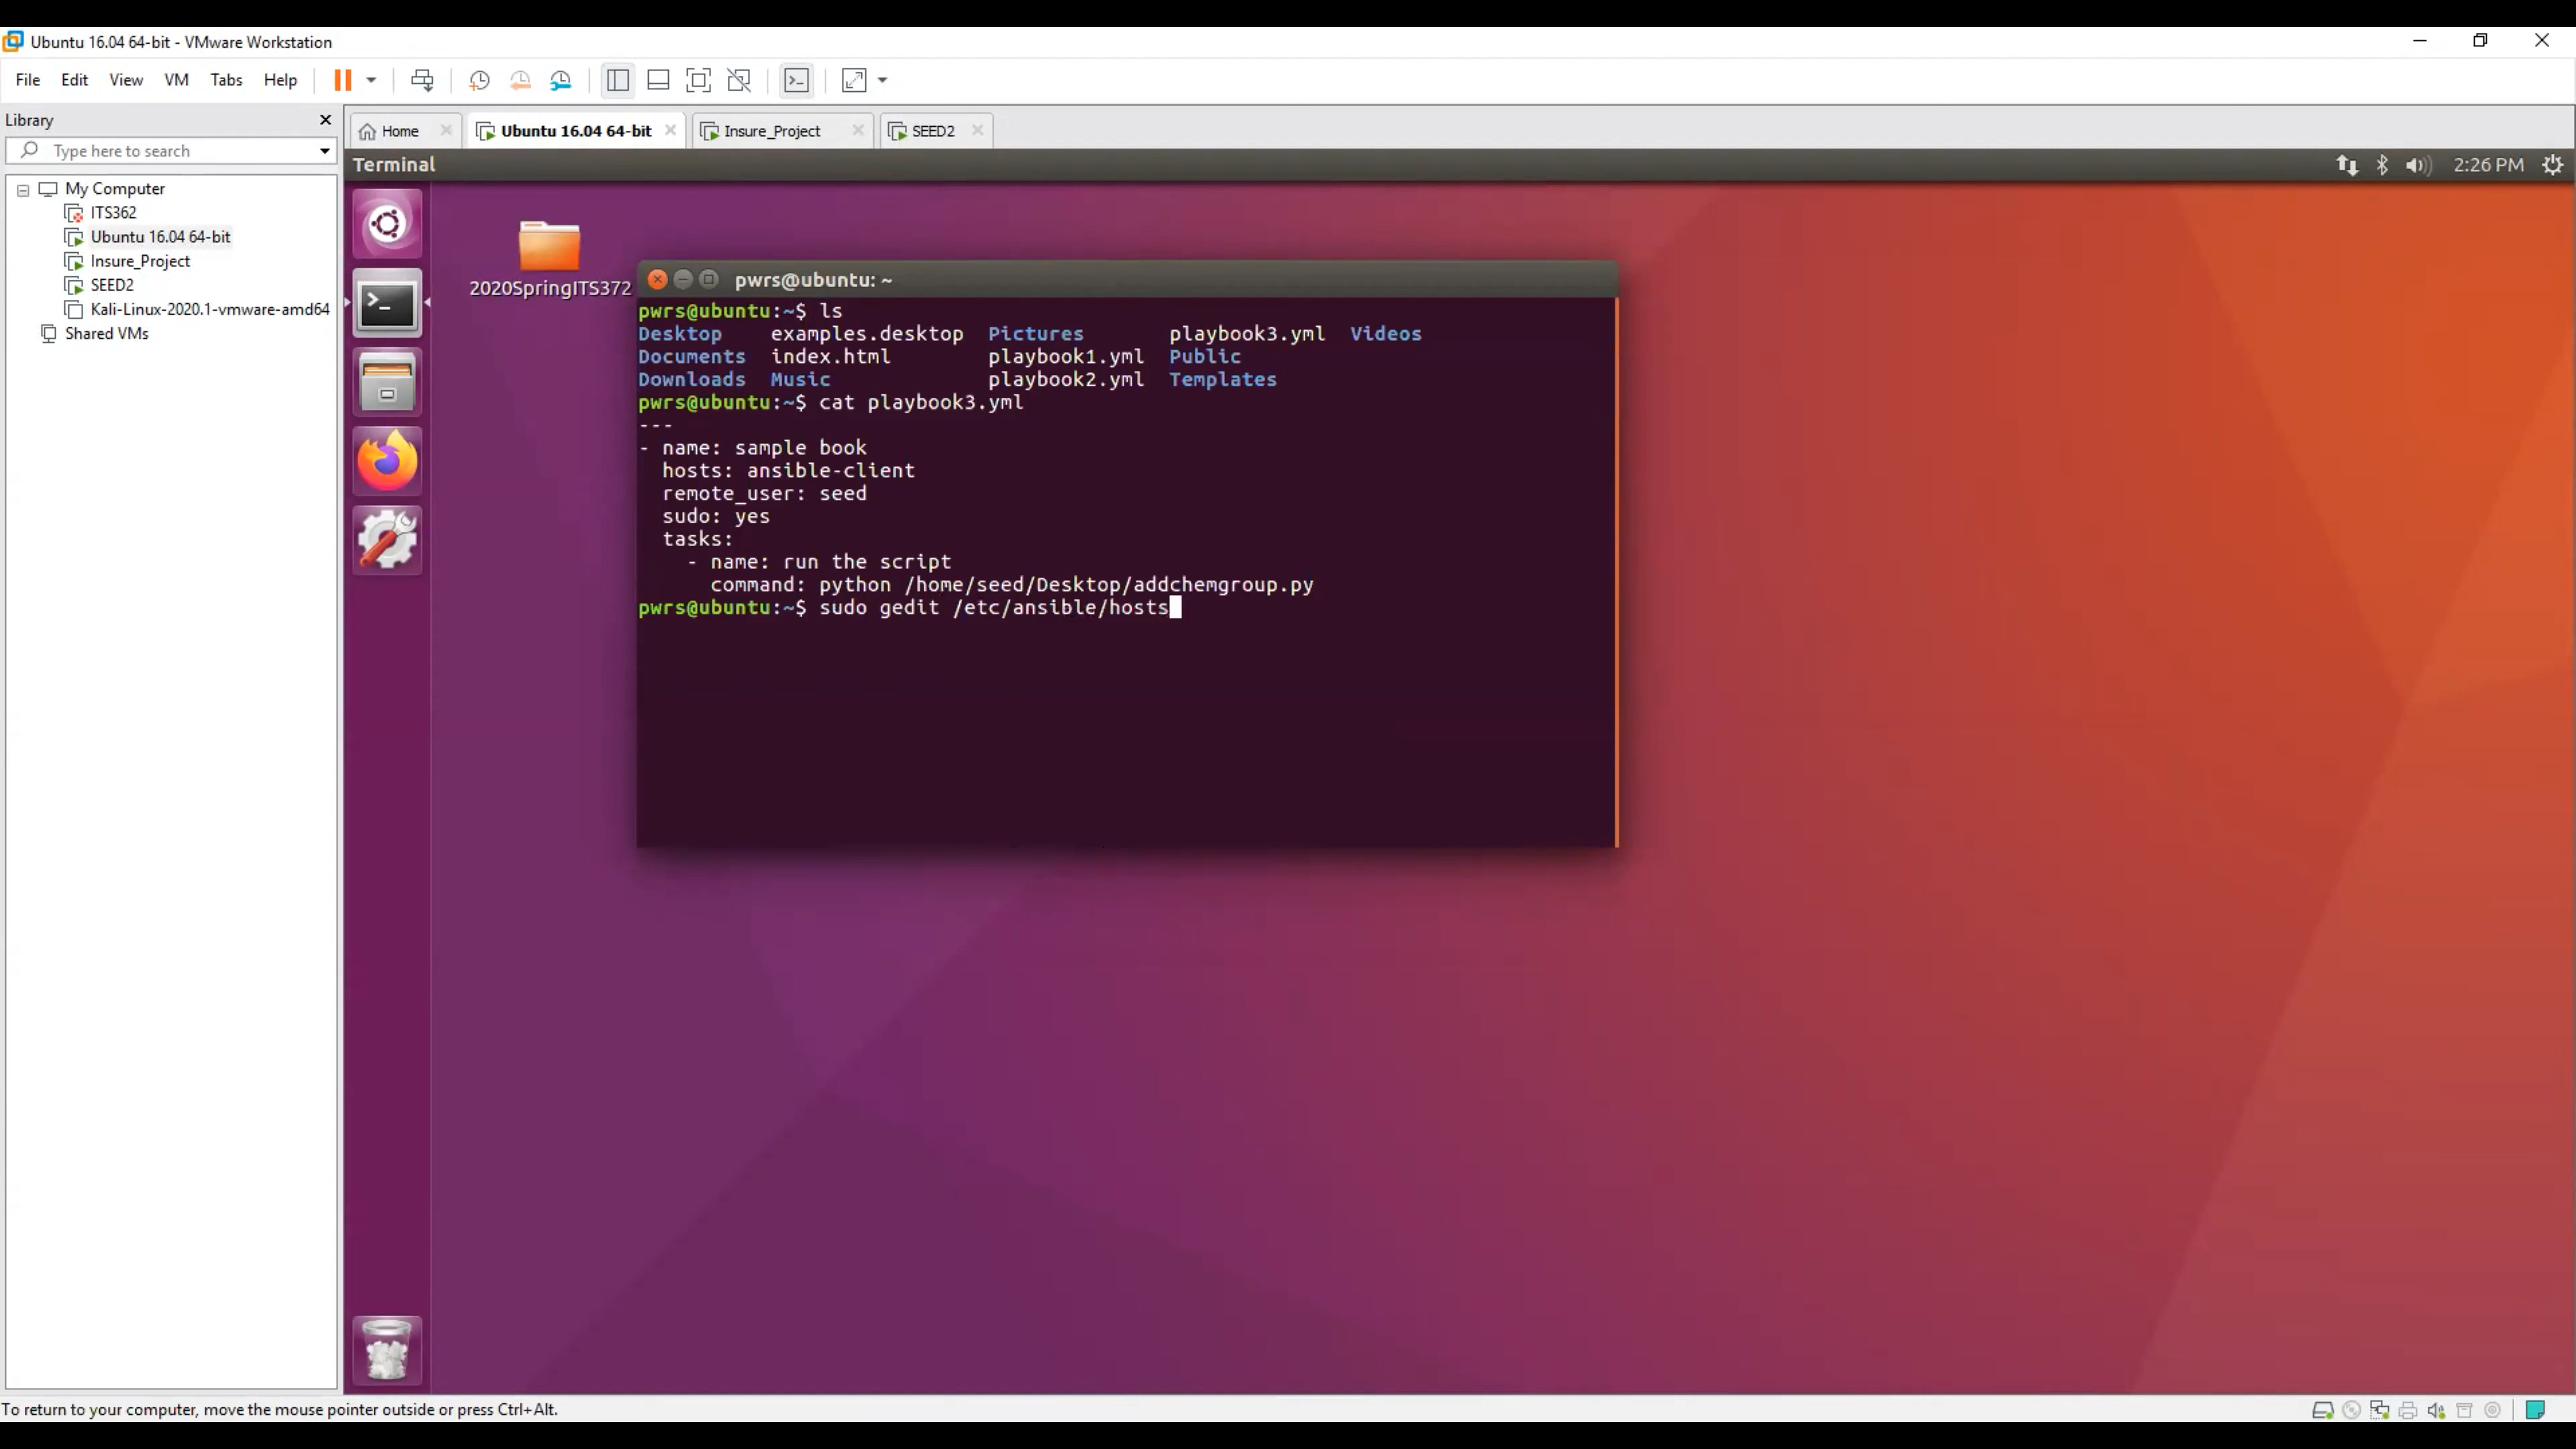 Ubuntu 16.04 64-bit - VMware Workstation
File Edit View VM Tabs Help
Library
Type here to search
My Computer
ITS362
Ubuntu 16.04 64-bit
Insure_Project
SEED2
Kali-Linux-2020.1-vmware-amd64
Shared VMs
Home Ubuntu 16.04 64-bit Insure_Project SEED2
Terminal 2:26 PM
2020SpringITS372
pwrs@ubuntu: ~
pwrs@ubuntu:~$ ls
Desktop examples.desktop Pictures playbook3.yml Videos
Documents index.html playbook1.yml Public
Downloads Music playbook2.yml Templates
pwrs@ubuntu:~$ cat playbook3.yml
---
- name: sample book
hosts: ansible-client
remote_user: seed
sudo: yes
tasks:
- name: run the script
command: python /home/seed/Desktop/addchemgroup.py
pwrs@ubuntu:~$ sudo gedit /etc/ansible/hosts
To return to your computer, move the mouse pointer outside or press Ctrl+Alt.